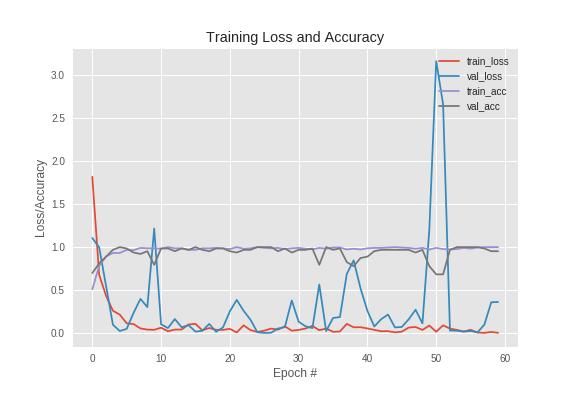 Training Loss and Accuracy
train_loss
val_loss
train_acc
val_acc
Loss/Accuracy
3.0
2.5
2.0
1.5
1.0
0.5
0.0
0 10 20 30 40 50 60
Epoch #